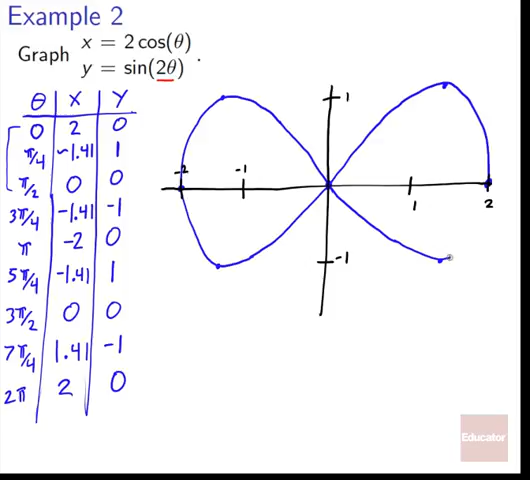 Example 2
Graph x = 2 cos(θ)
y = sin(2θ) .
θ X Y
0 2 0
π/4 ~1.41 1
π/2 0 0
3π/4 -1.41 -1
π -2 0
5π/4 -1.41 1
3π/2 0 0
7π/4 1.41 -1
2π 2 0
1
-2 -1 1 2
-1
Educator